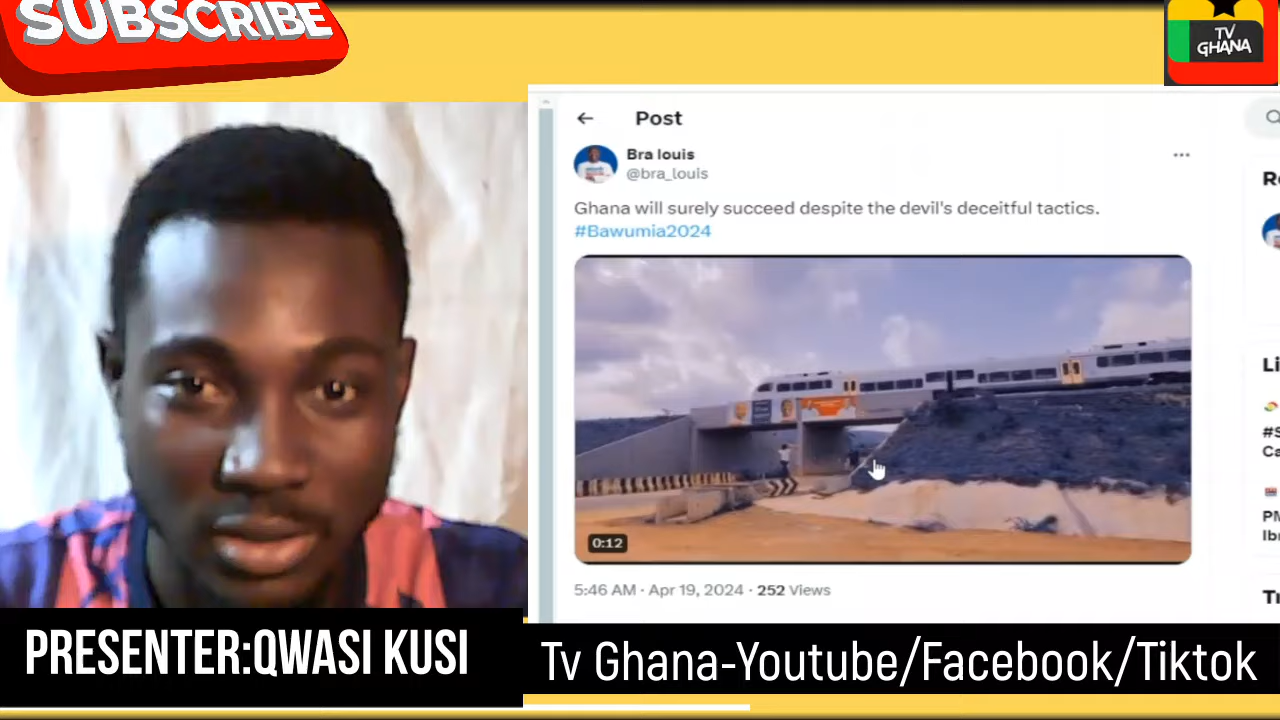 SUBSCRIBE
TV
GHANA
Post
Bra louis
@bra_louis
Ghana will surely succeed despite the devil's deceitful tactics.
#Bawumia2024
0:12
5:46 AM · Apr 19, 2024 · 252 Views
PRESENTER:QWASI KUSI
Tv Ghana-Youtube/Facebook/Tiktok